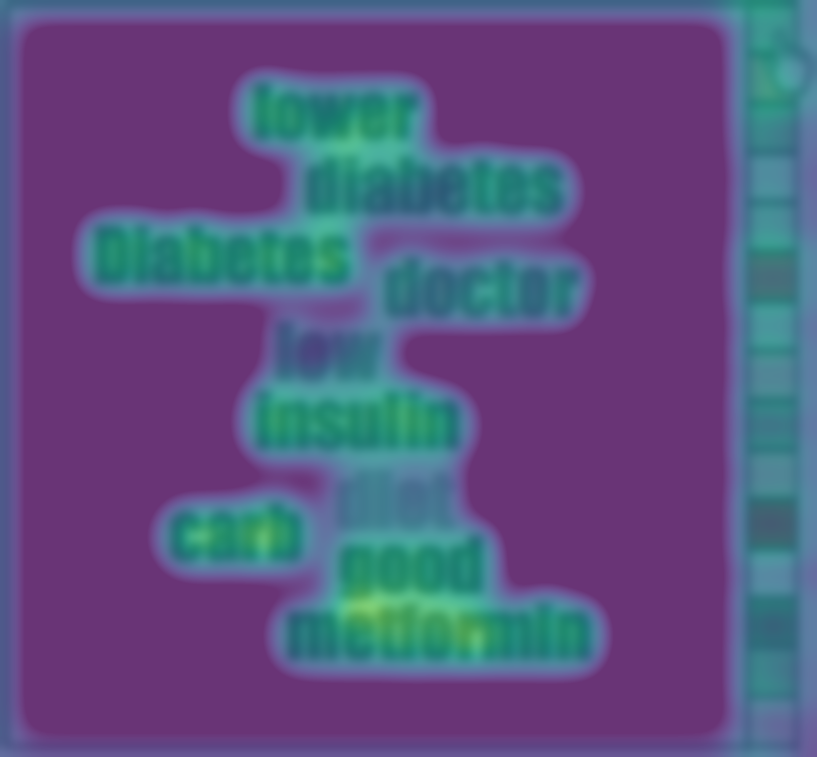 lower
diabetes
Diabetes
doctor
low
insulin
diet
carb
good
metformin